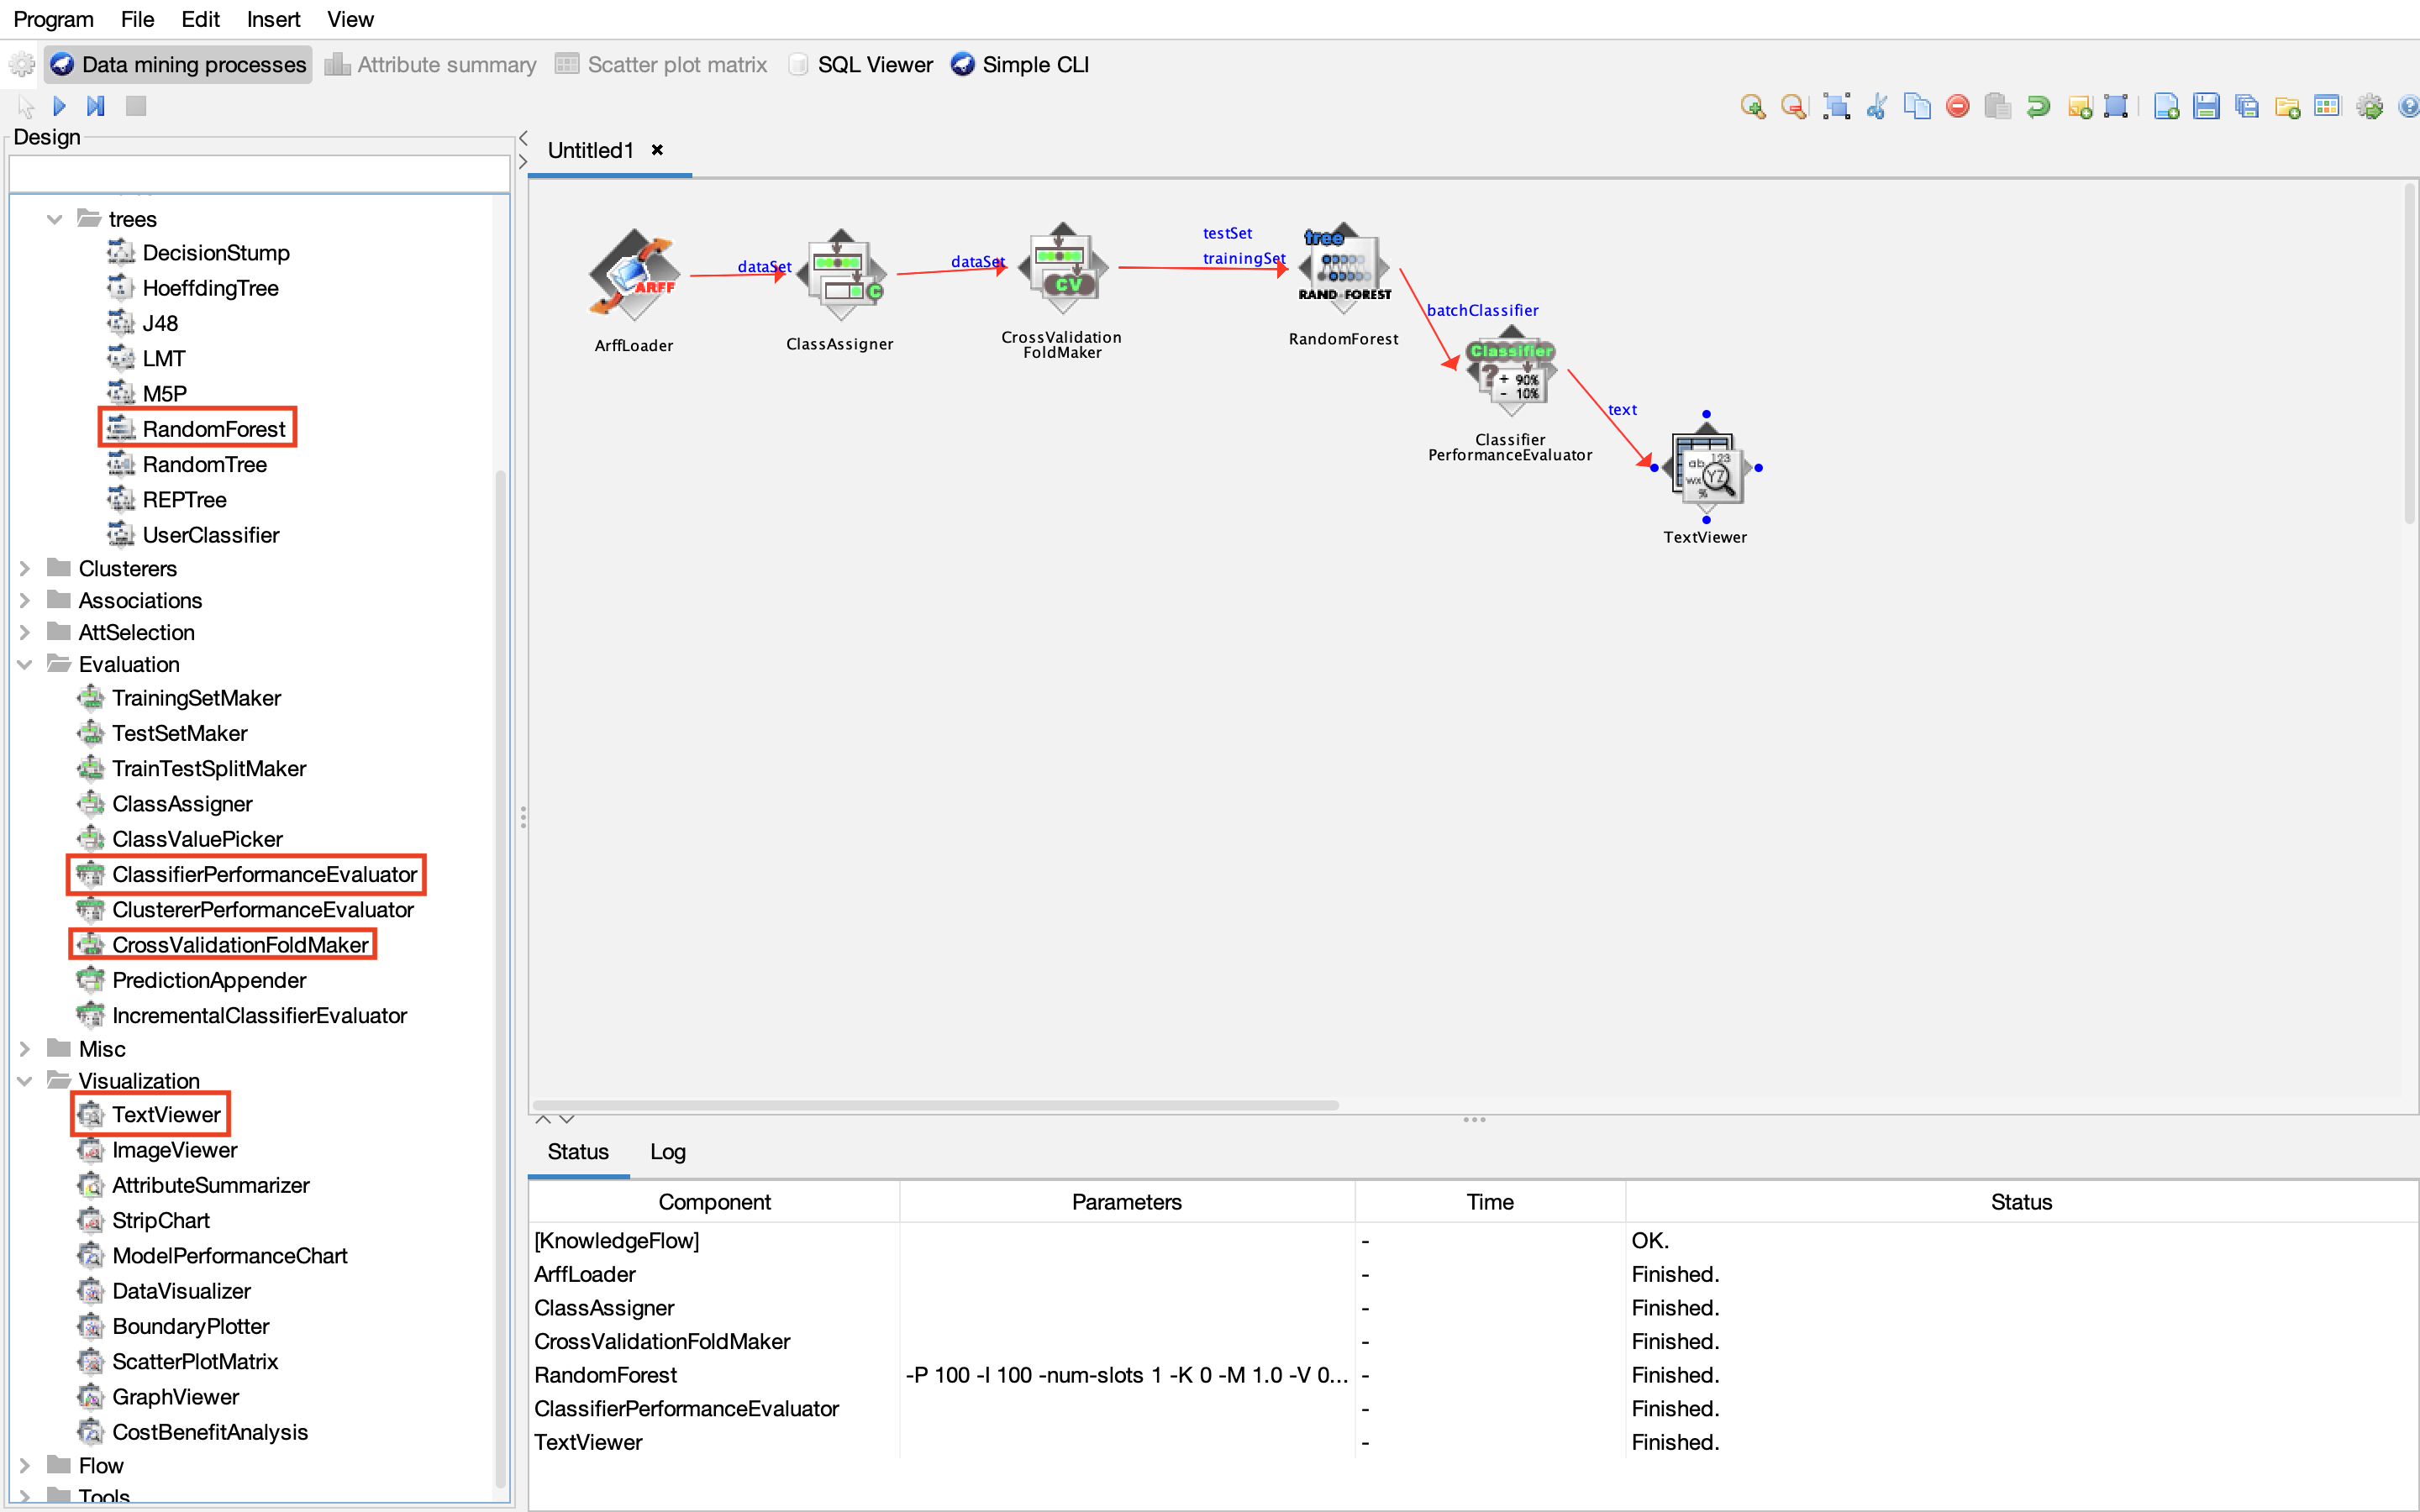 Program File Edit Insert View
Data mining processes Attribute summary Scatter plot matrix SQL Viewer Simple CLI
Design
trees
DecisionStump
HoeffdingTree
J48
LMT
M5P
RandomForest
RandomTree
REPTree
UserClassifier
Clusterers
Associations
AttSelection
Evaluation
TrainingSetMaker
TestSetMaker
TrainTestSplitMaker
ClassAssigner
ClassValuePicker
ClassifierPerformanceEvaluator
ClustererPerformanceEvaluator
CrossValidationFoldMaker
PredictionAppender
IncrementalClassifierEvaluator
Misc
Visualization
TextViewer
ImageViewer
AttributeSummarizer
StripChart
ModelPerformanceChart
DataVisualizer
BoundaryPlotter
ScatterPlotMatrix
GraphViewer
CostBenefitAnalysis
Flow
Tools
Untitled1
ARFF
ArffLoader
dataSet
C
ClassAssigner
dataSet
CV
CrossValidation
FoldMaker
testSet
trainingSet
tree
RAND FOREST
RandomForest
batchClassifier
Classifier
? + 90%
- 10%
Classifier
PerformanceEvaluator
text
ab 123
wx YZ
%
TextViewer
Status Log
Component Parameters Time Status
[KnowledgeFlow] - OK.
ArffLoader - Finished.
ClassAssigner - Finished.
CrossValidationFoldMaker - Finished.
RandomForest -P 100 -I 100 -num-slots 1 -K 0 -M 1.0 -V 0... - Finished.
ClassifierPerformanceEvaluator - Finished.
TextViewer - Finished.